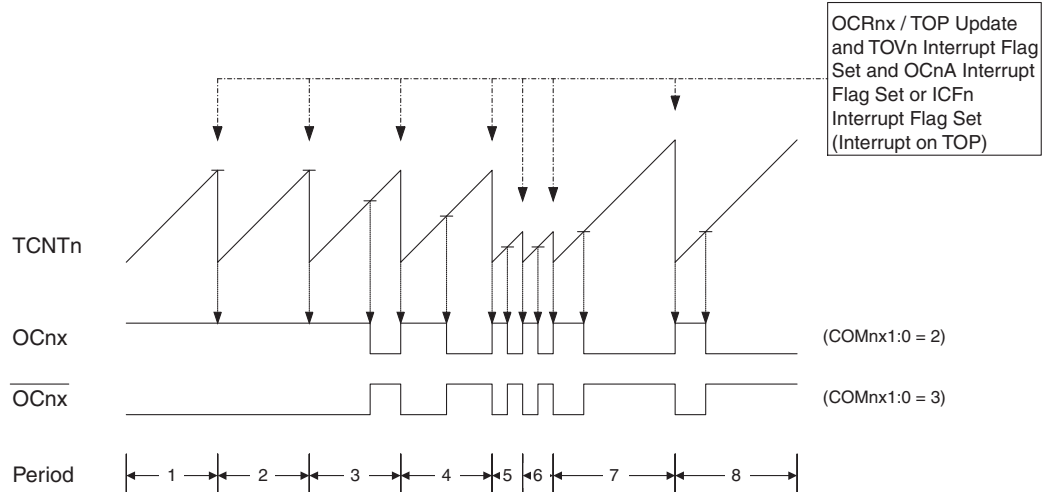 OCRnx / TOP Update
and TOVn Interrupt Flag
Set and OCnA Interrupt
Flag Set or ICFn
Interrupt Flag Set
(Interrupt on TOP)
TCNTn
OCnx (COMnx1:0 = 2)
OCnx (COMnx1:0 = 3)
Period 1 2 3 4 5 6 7 8